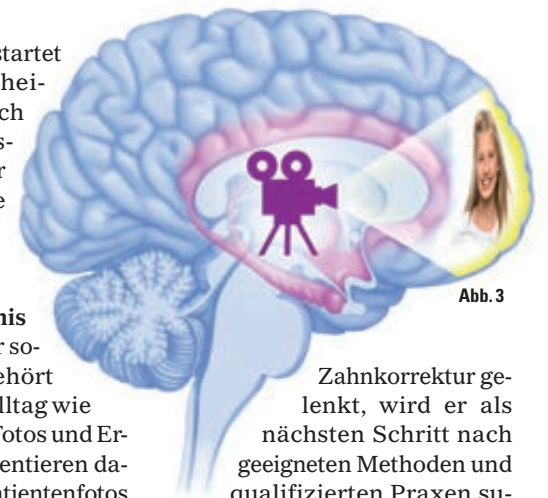 startet
hei-
ch
s-
r
e
nis
r so-
ehört
lltag wie
Fotos und Er-
entieren da-
tientenfotos
Abb. 3
Zahnkorrektur ge-
lenkt, wird er als
nächsten Schritt nach
geeigneten Methoden und
qualifizierten Praxen su-